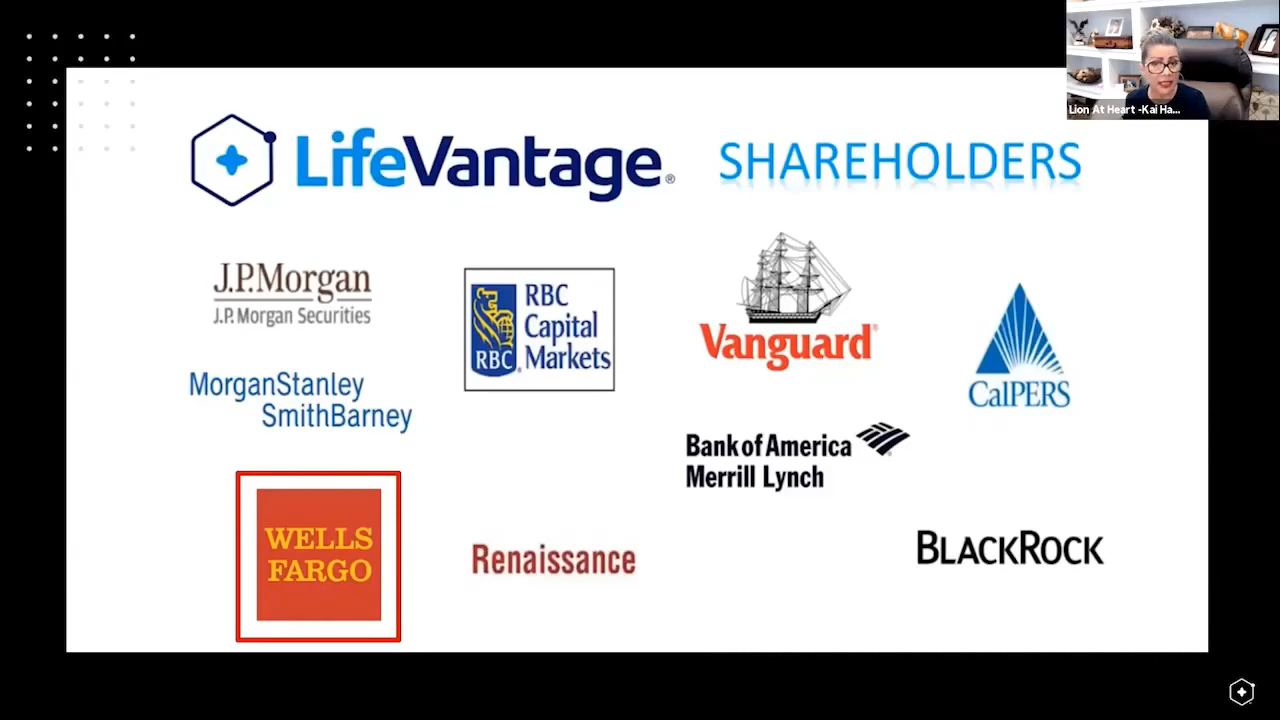 Lion At Heart -Kai Ha...
LifeVantage® SHAREHOLDERS
J.P.Morgan
J.P. Morgan Securities
RBC
Capital
Markets
RBC®
Vanguard®
CalPERS
MorganStanley
SmithBarney
Bank of America
Merrill Lynch
WELLS
FARGO
Renaissance
BLACKROCK